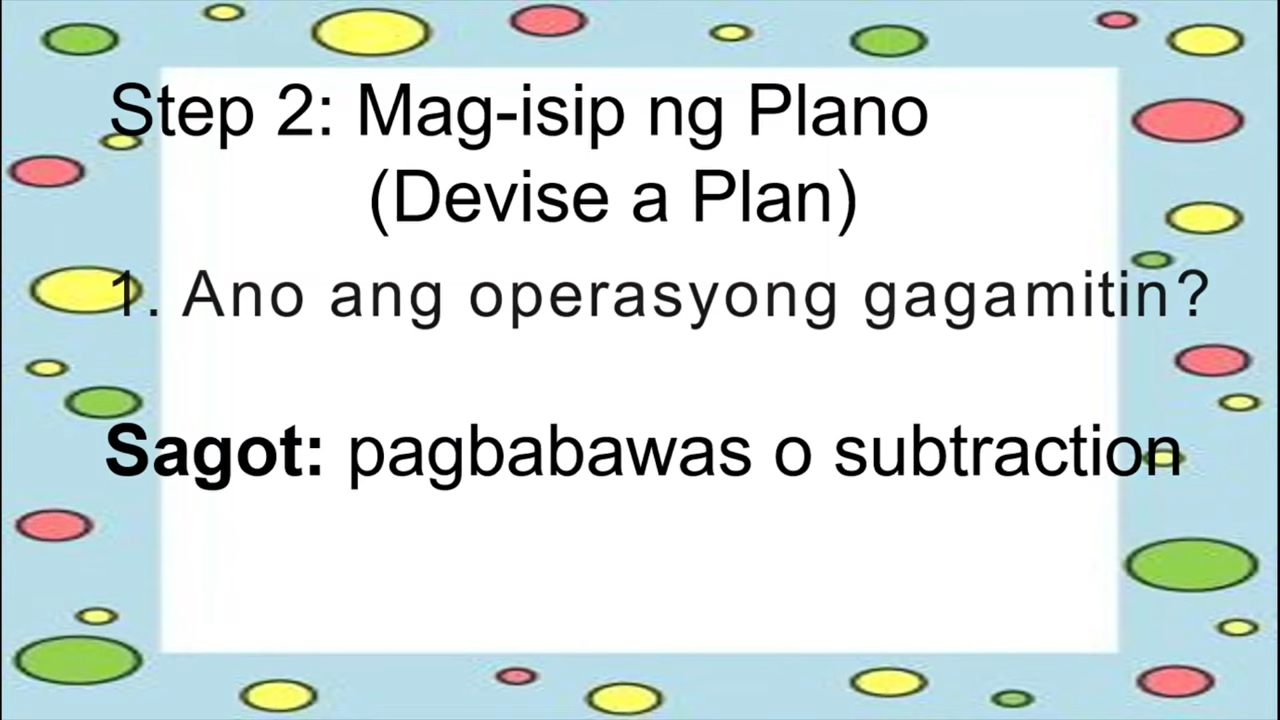 Step 2: Mag-isip ng Plano
(Devise a Plan)
1. Ano ang operasyong gagamitin?
Sagot: pagbabawas o subtraction